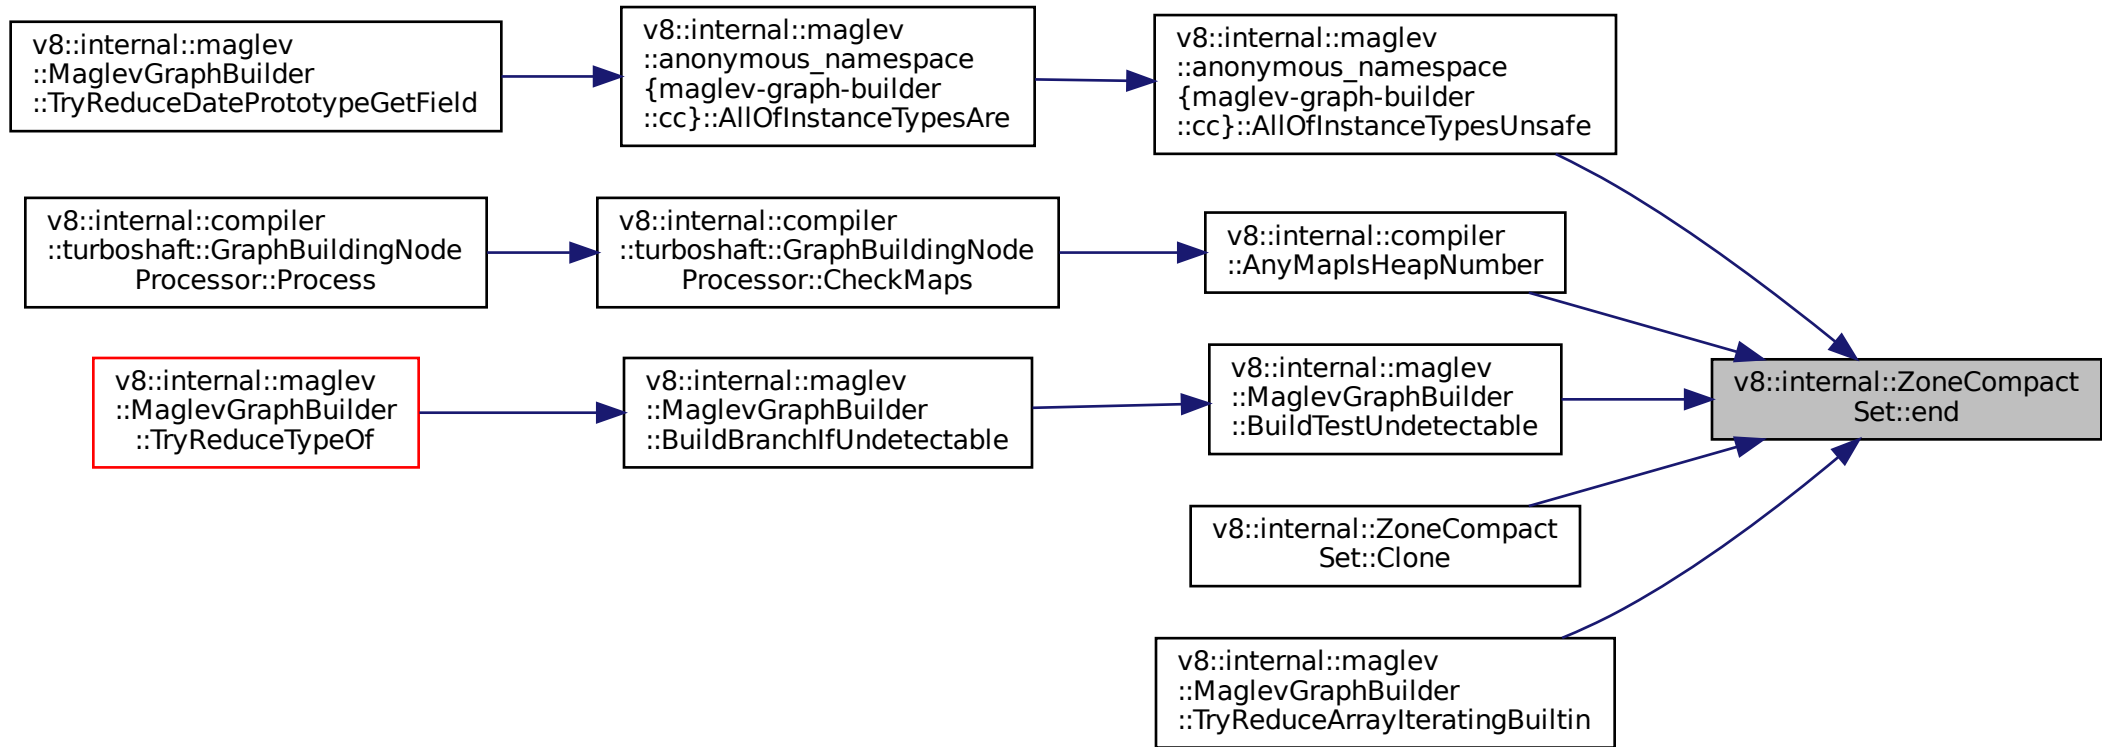 v8::internal::maglev
::MaglevGraphBuilder
::TryReduceDatePrototypeGetField
v8::internal::maglev
::anonymous_namespace
{maglev-graph-builder
::cc}::AllOfInstanceTypesAre
v8::internal::maglev
::anonymous_namespace
{maglev-graph-builder
::cc}::AllOfInstanceTypesUnsafe
v8::internal::compiler
::turboshaft::GraphBuildingNode
Processor::Process
v8::internal::compiler
::turboshaft::GraphBuildingNode
Processor::CheckMaps
v8::internal::compiler
::AnyMapIsHeapNumber
v8::internal::maglev
::MaglevGraphBuilder
::TryReduceTypeOf
v8::internal::maglev
::MaglevGraphBuilder
::BuildBranchIfUndetectable
v8::internal::maglev
::MaglevGraphBuilder
::BuildTestUndetectable
v8::internal::ZoneCompact
Set::end
v8::internal::ZoneCompact
Set::Clone
v8::internal::maglev
::MaglevGraphBuilder
::TryReduceArrayIteratingBuiltin